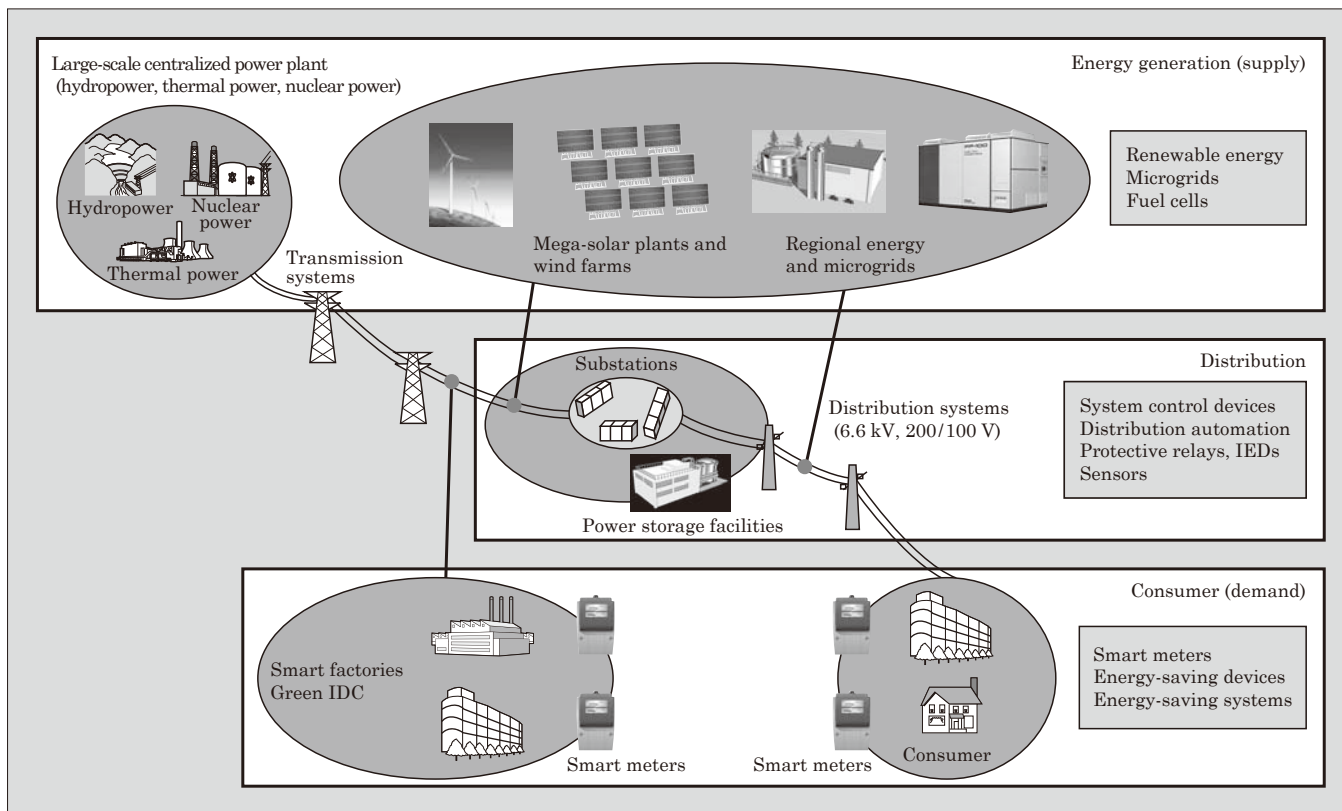 Large-scale centralized power plant
(hydropower, thermal power, nuclear power)
Energy generation (supply)
Hydropower
Nuclear
power
Thermal power
Transmission
systems
Mega-solar plants and
wind farms
Regional energy
and microgrids
Renewable energy
Microgrids
Fuel cells
Distribution
Substations
Distribution systems
(6.6 kV, 200/100 V)
Power storage facilities
System control devices
Distribution automation
Protective relays, IEDs
Sensors
Consumer (demand)
Smart factories
Green IDC
Smart meters
Smart meters
Consumer
Smart meters
Energy-saving devices
Energy-saving systems